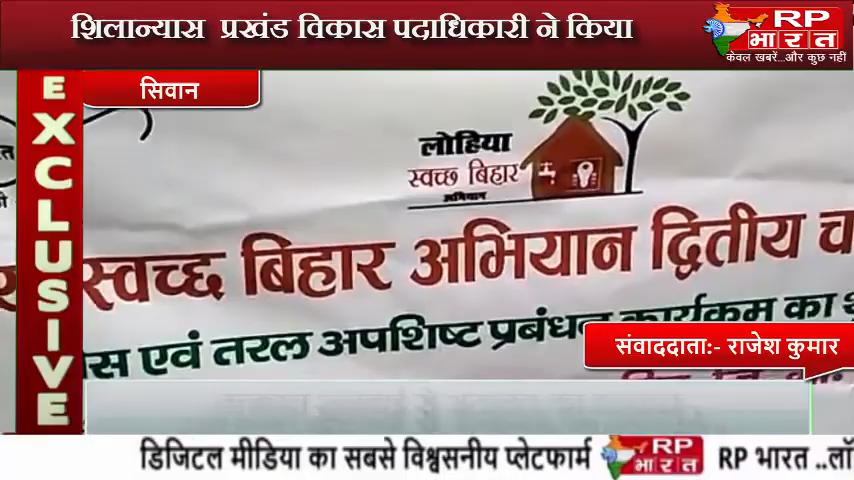 शिलान्यास प्रखंड विकास पदाधिकारी ने किया
RP
भारत
केवल खबरें...और कुछ नहीं
EXCLUSIVE
सिवान
लोहिया
स्वच्छ बिहार
अभियान
स्वच्छ बिहार अभियान द्वितीय
एवं तरल अपशिष्ट प्रबंधन कार्यक्रम का
संवाददाता:- राजेश कुमार
डिजिटल मीडिया का सबसे विश्वसनीय प्लेटफार्म RP भारत RP भारत ..लॉ